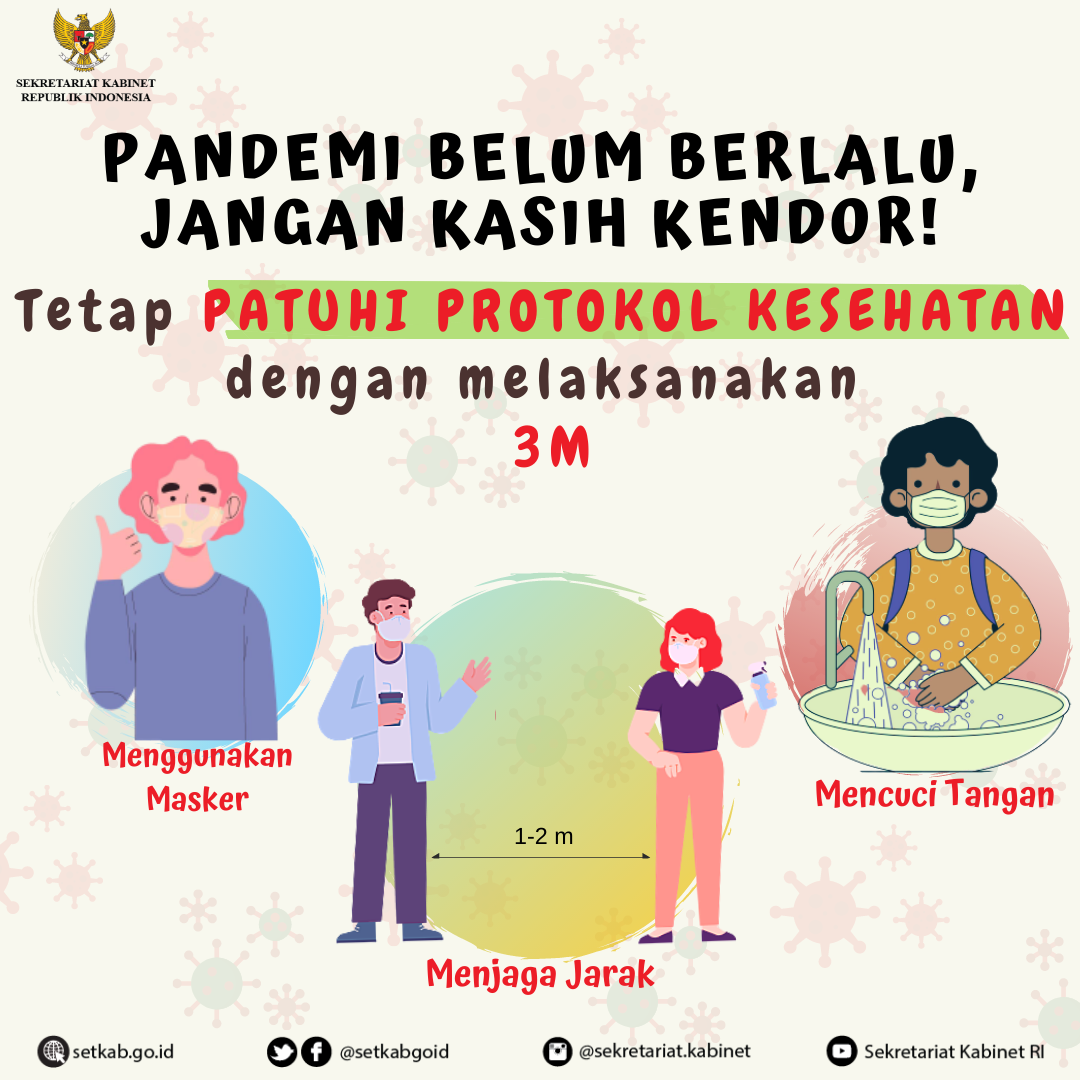 SEKRETARIAT KABINET
REPUBLIK INDONESIA
PANDEMI BELUM BERLALU,
JANGAN KASIH KENDOR!
Tetap PATUHI PROTOKOL KESEHATAN
dengan melaksanakan
3M
Menggunakan
Masker
1-2 m
Menjaga Jarak
Mencuci Tangan
setkab.go.id
@setkabgoid
@sekretariat.kabinet
Sekretariat Kabinet RI